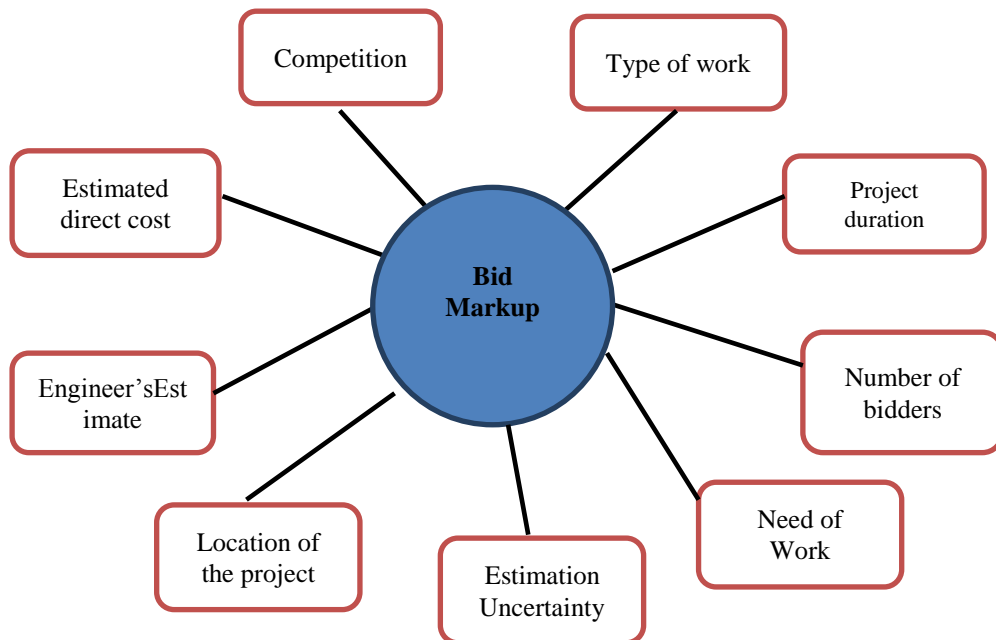 Competition
Type of work
Estimated
direct cost
Project
duration
Bid
Markup
Engineer’sEst
imate
Number of
bidders
Location of
the project
Estimation
Uncertainty
Need of
Work